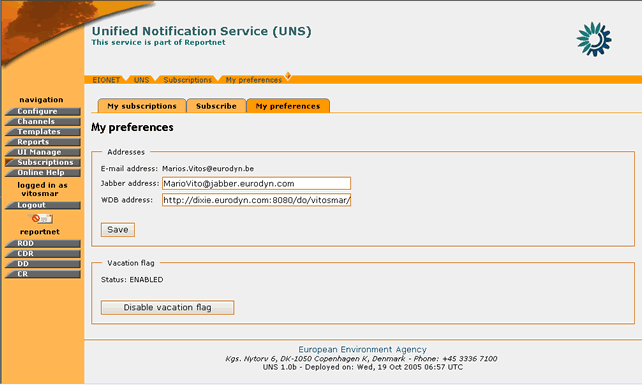 Unified Notification Service (UNS)
This service is part of Reportnet
EIONET UNS Subscriptions My preferences
navigation
Configure
Channels
Templates
Reports
UI Manage
Subscriptions
Online Help
logged in as
vitosmar
Logout
reportnet
ROD
CDR
DD
CR
My subscriptions Subscribe My preferences
My preferences
Addresses
E-mail address: Marios.Vitos@eurodyn.be
Jabber address: MarioVito@jabber.eurodyn.com
WDB address: http://dixie.eurodyn.com:8080/do/vitosmar/
Save
Vacation flag
Status: ENABLED
Disable vacation flag
European Environment Agency
Kgs. Nytorv 6, DK-1050 Copenhagen K, Denmark - Phone: +45 3336 7100
UNS 1.0b - Deployed on: Wed, 19 Oct 2005 06:57 UTC